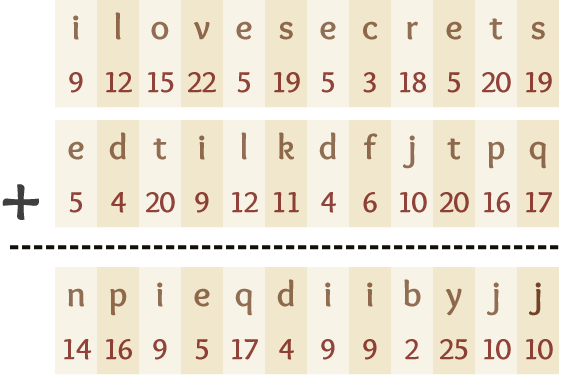 i l o v e s e c r e t s
9 12 15 22 5 19 5 3 18 5 20 19
e d t i l k d f j t p q
+ 5 4 20 9 12 11 4 6 10 20 16 17
n p i e q d i i b y j j
14 16 9 5 17 4 9 9 2 25 10 10